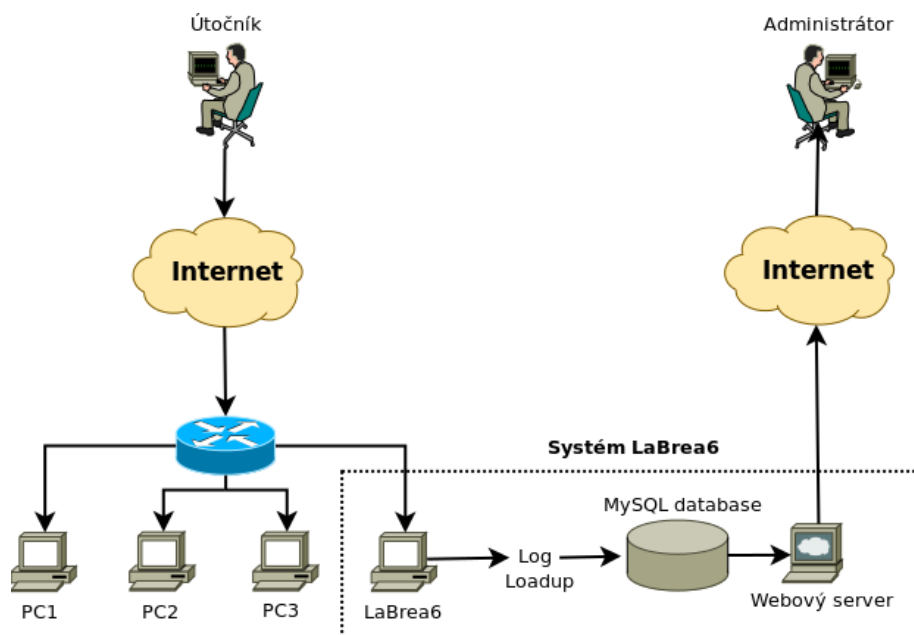 Útočník
Administrátor
Internet
Internet
Systém LaBrea6
MySQL database
Log
Loadup
PC1
PC2
PC3
LaBrea6
Webový server